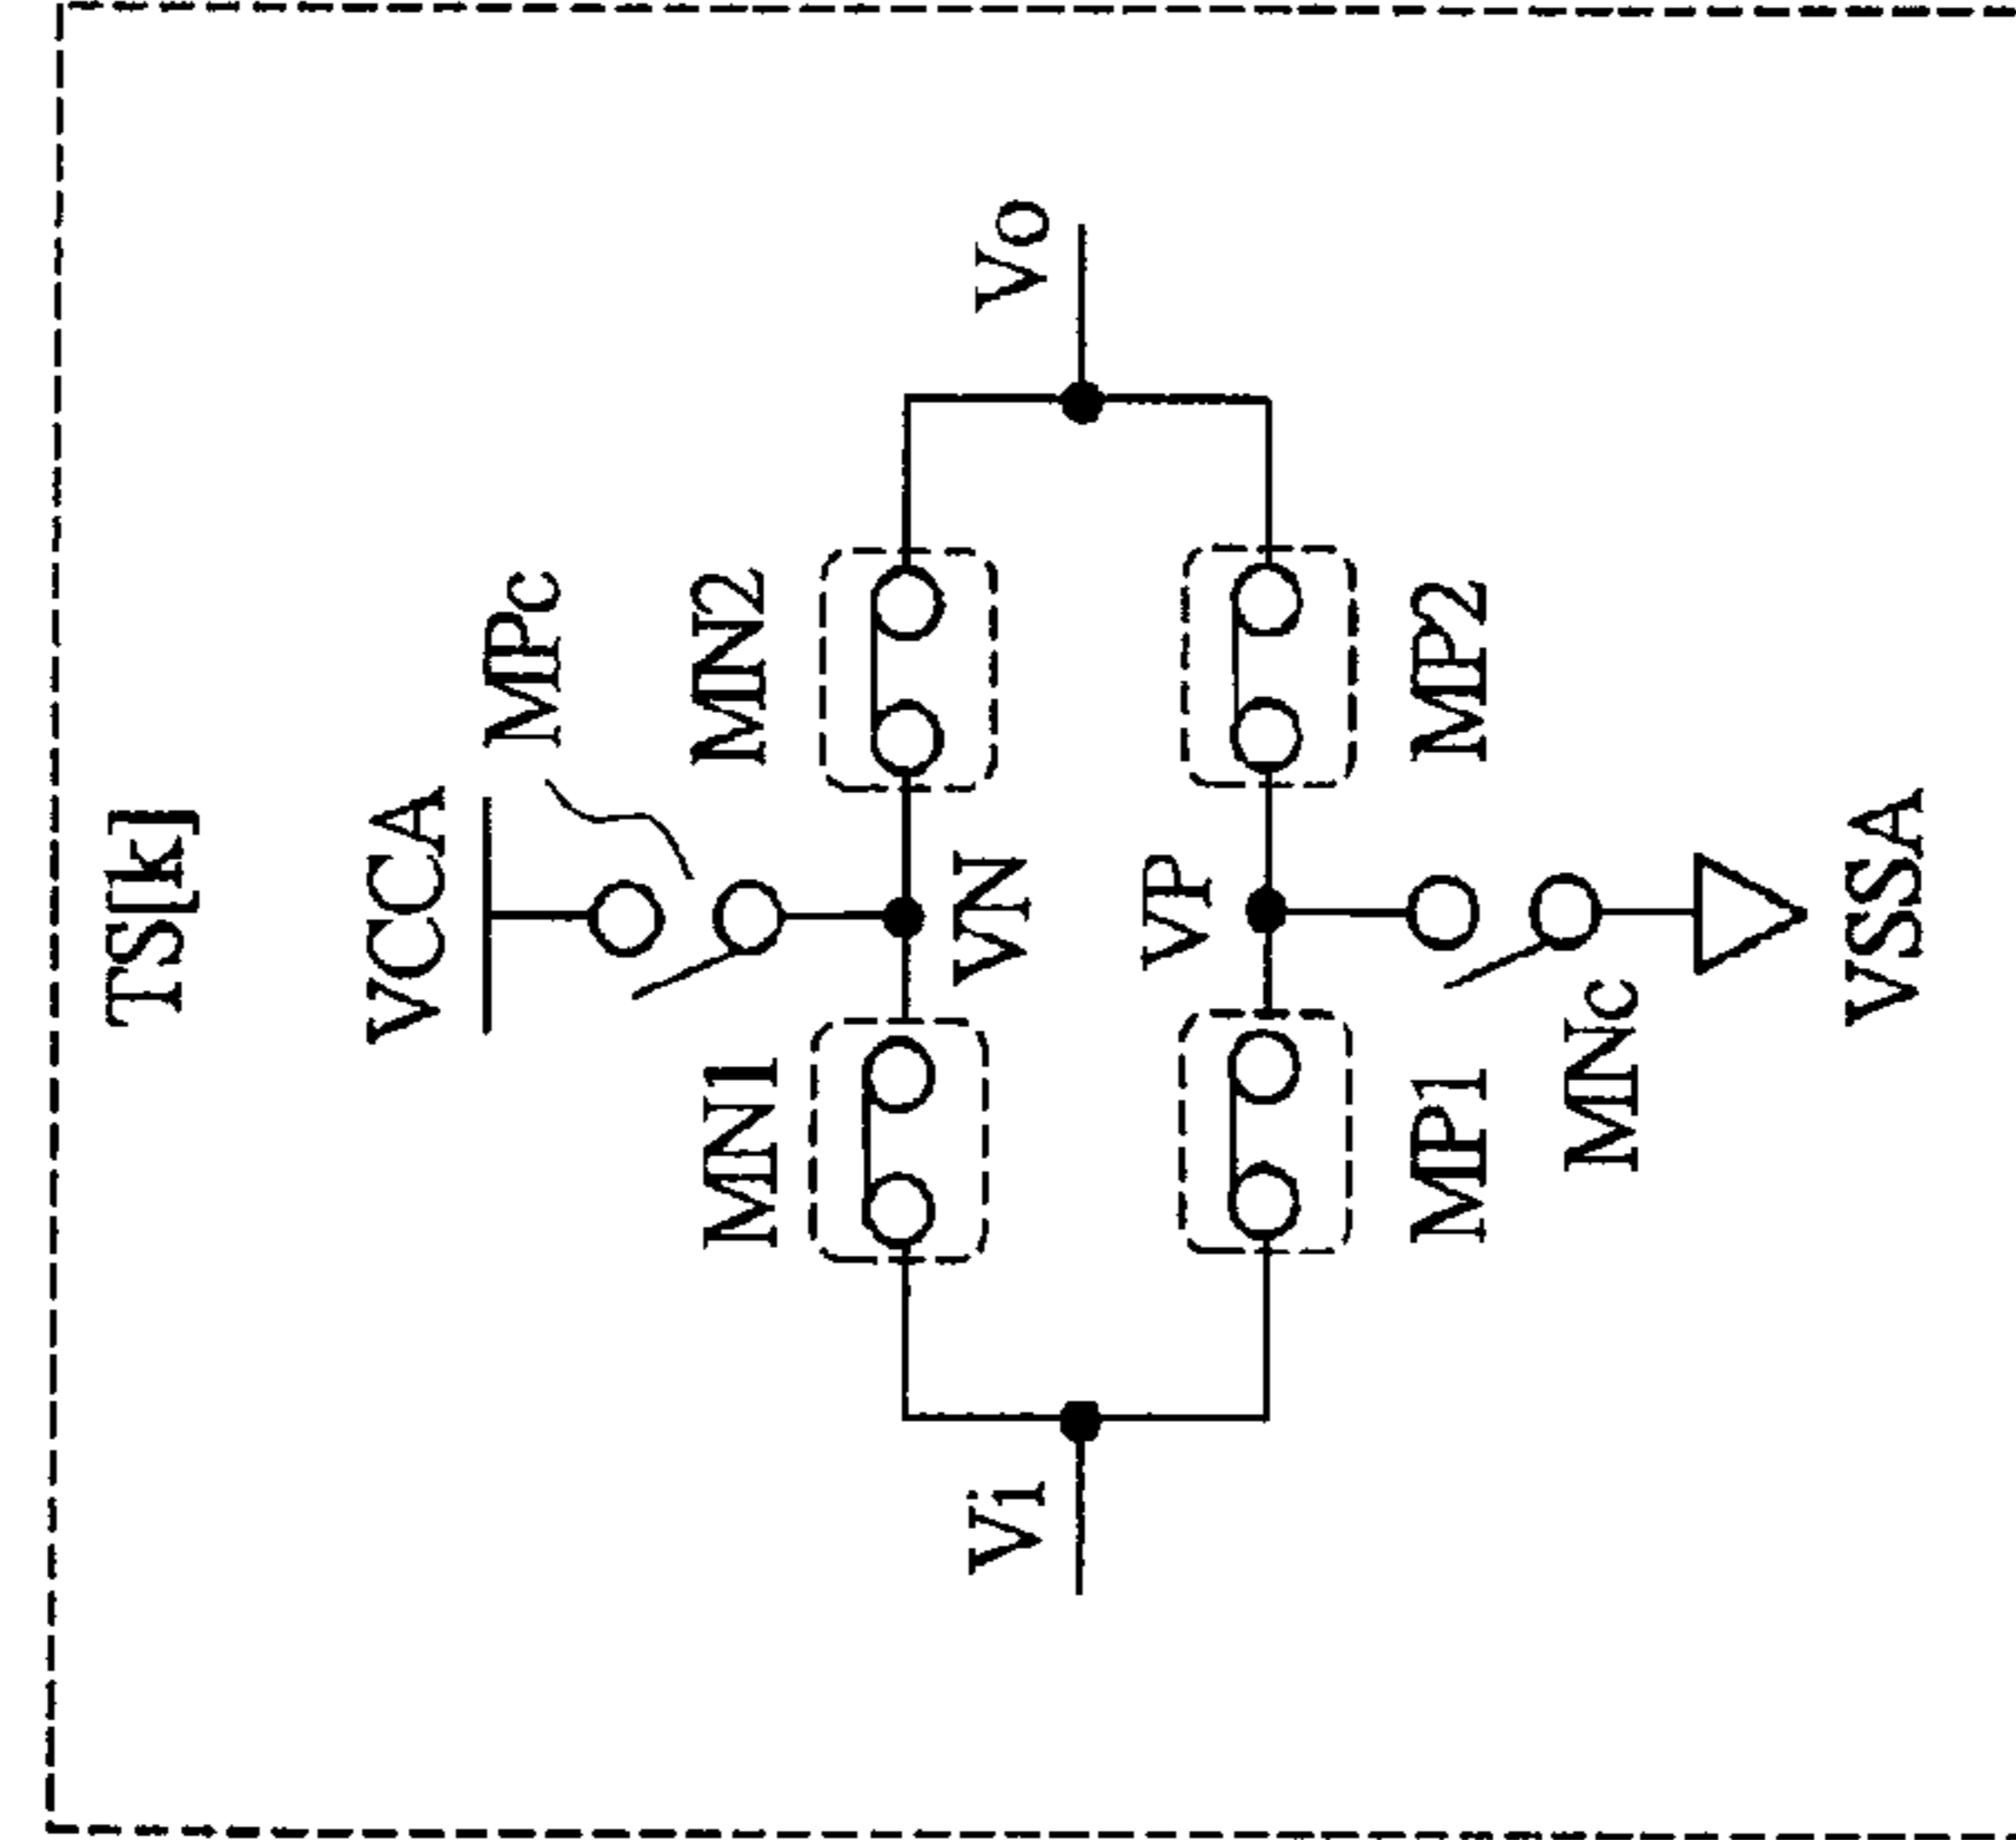 TS[k]
VCCA
MPc
MN1
MN2
VN
Vi
Vo
VP
MP1
MP2
MNc
VSSA